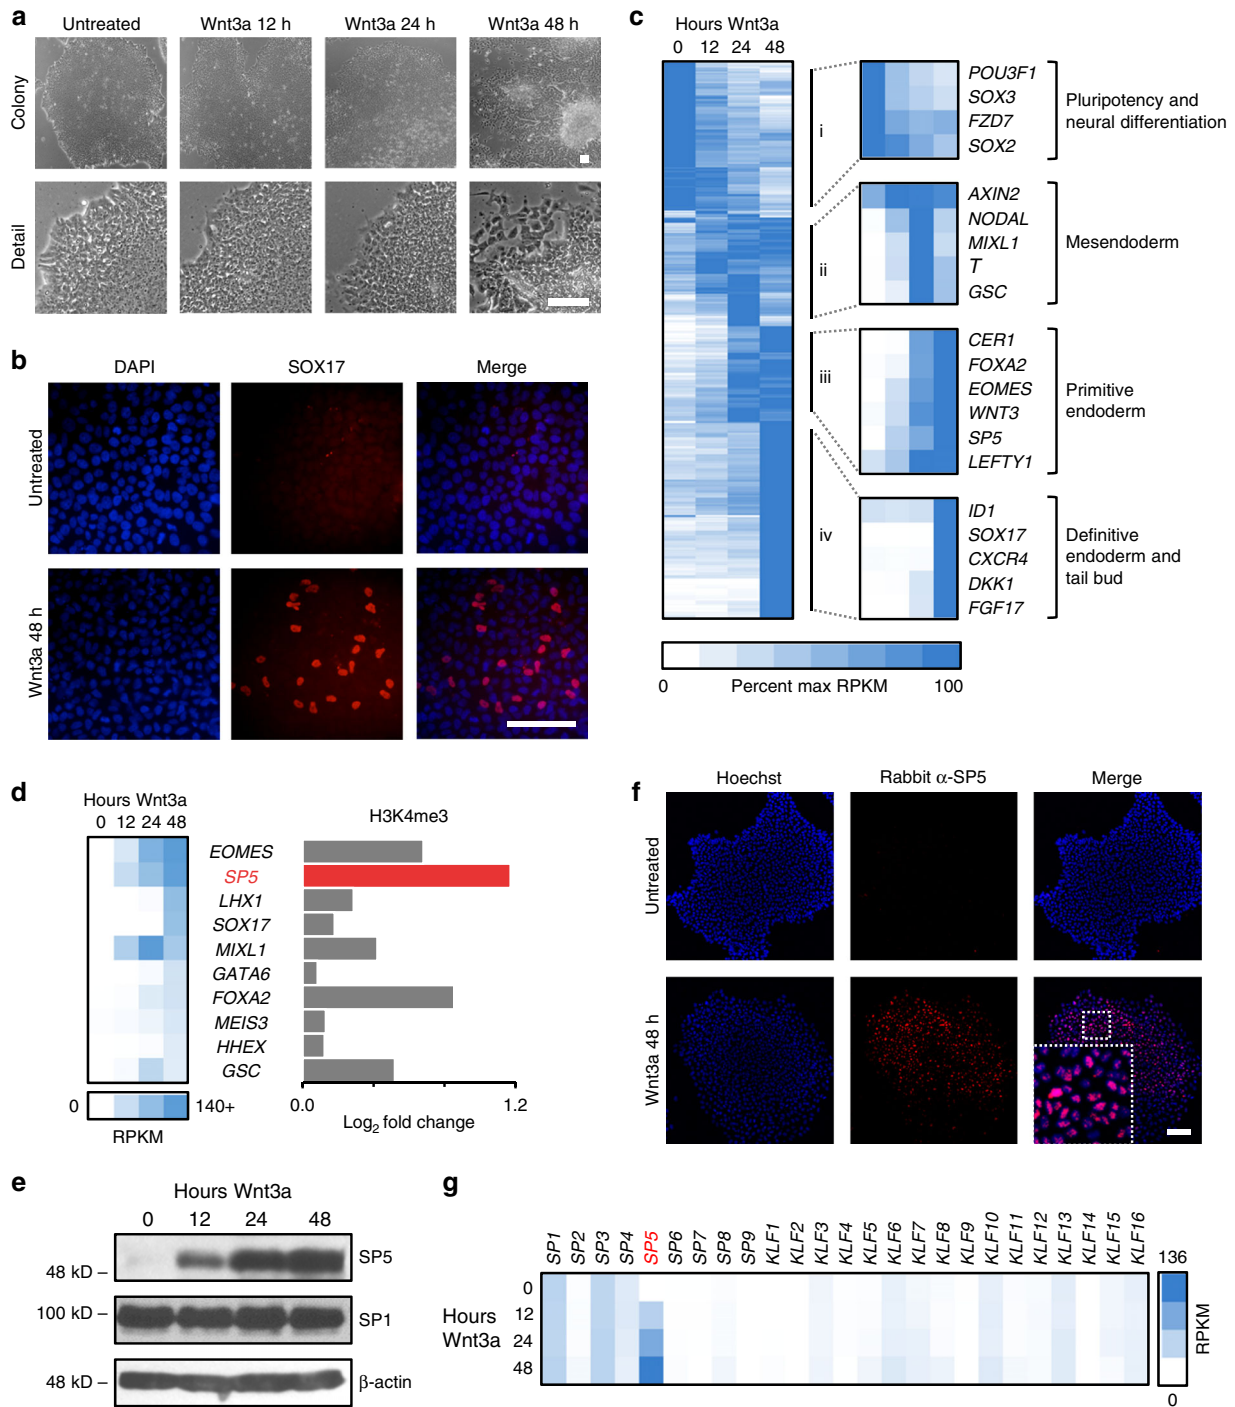 a
Untreated
Wnt3a 12 h
Wnt3a 24 h
Wnt3a 48 h
Colony
Detail
b
DAPI
SOX17
Merge
Untreated
Wnt3a 48 h
c
Hours Wnt3a
0 12 24 48
i
ii
iii
iv
POU3F1
SOX3
FZD7
SOX2
Pluripotency and
neural differentiation
AXIN2
NODAL
MIXL1
T
GSC
Mesendoderm
CER1
FOXA2
EOMES
WNT3
SP5
LEFTY1
Primitive
endoderm
ID1
SOX17
CXCR4
DKK1
FGF17
Definitive
endoderm and
tail bud
0 Percent max RPKM 100
d
Hours Wnt3a
0 12 24 48
H3K4me3
EOMES
SP5
LHX1
SOX17
MIXL1
GATA6
FOXA2
MEIS3
HHEX
GSC
0 140+
RPKM
0.0 1.2
Log2 fold change
e
Hours Wnt3a
0 12 24 48
48 kD – SP5
100 kD – SP1
48 kD – β-actin
f
Hoechst
Rabbit α-SP5
Merge
Untreated
Wnt3a 48 h
g
SP1 SP2 SP3 SP4 SP5 SP6 SP7 SP8 SP9 KLF1 KLF2 KLF3 KLF4 KLF5 KLF6 KLF7 KLF8 KLF9 KLF10 KLF11 KLF12 KLF13 KLF14 KLF15 KLF16
Hours
Wnt3a
0
12
24
48
136
RPKM
0